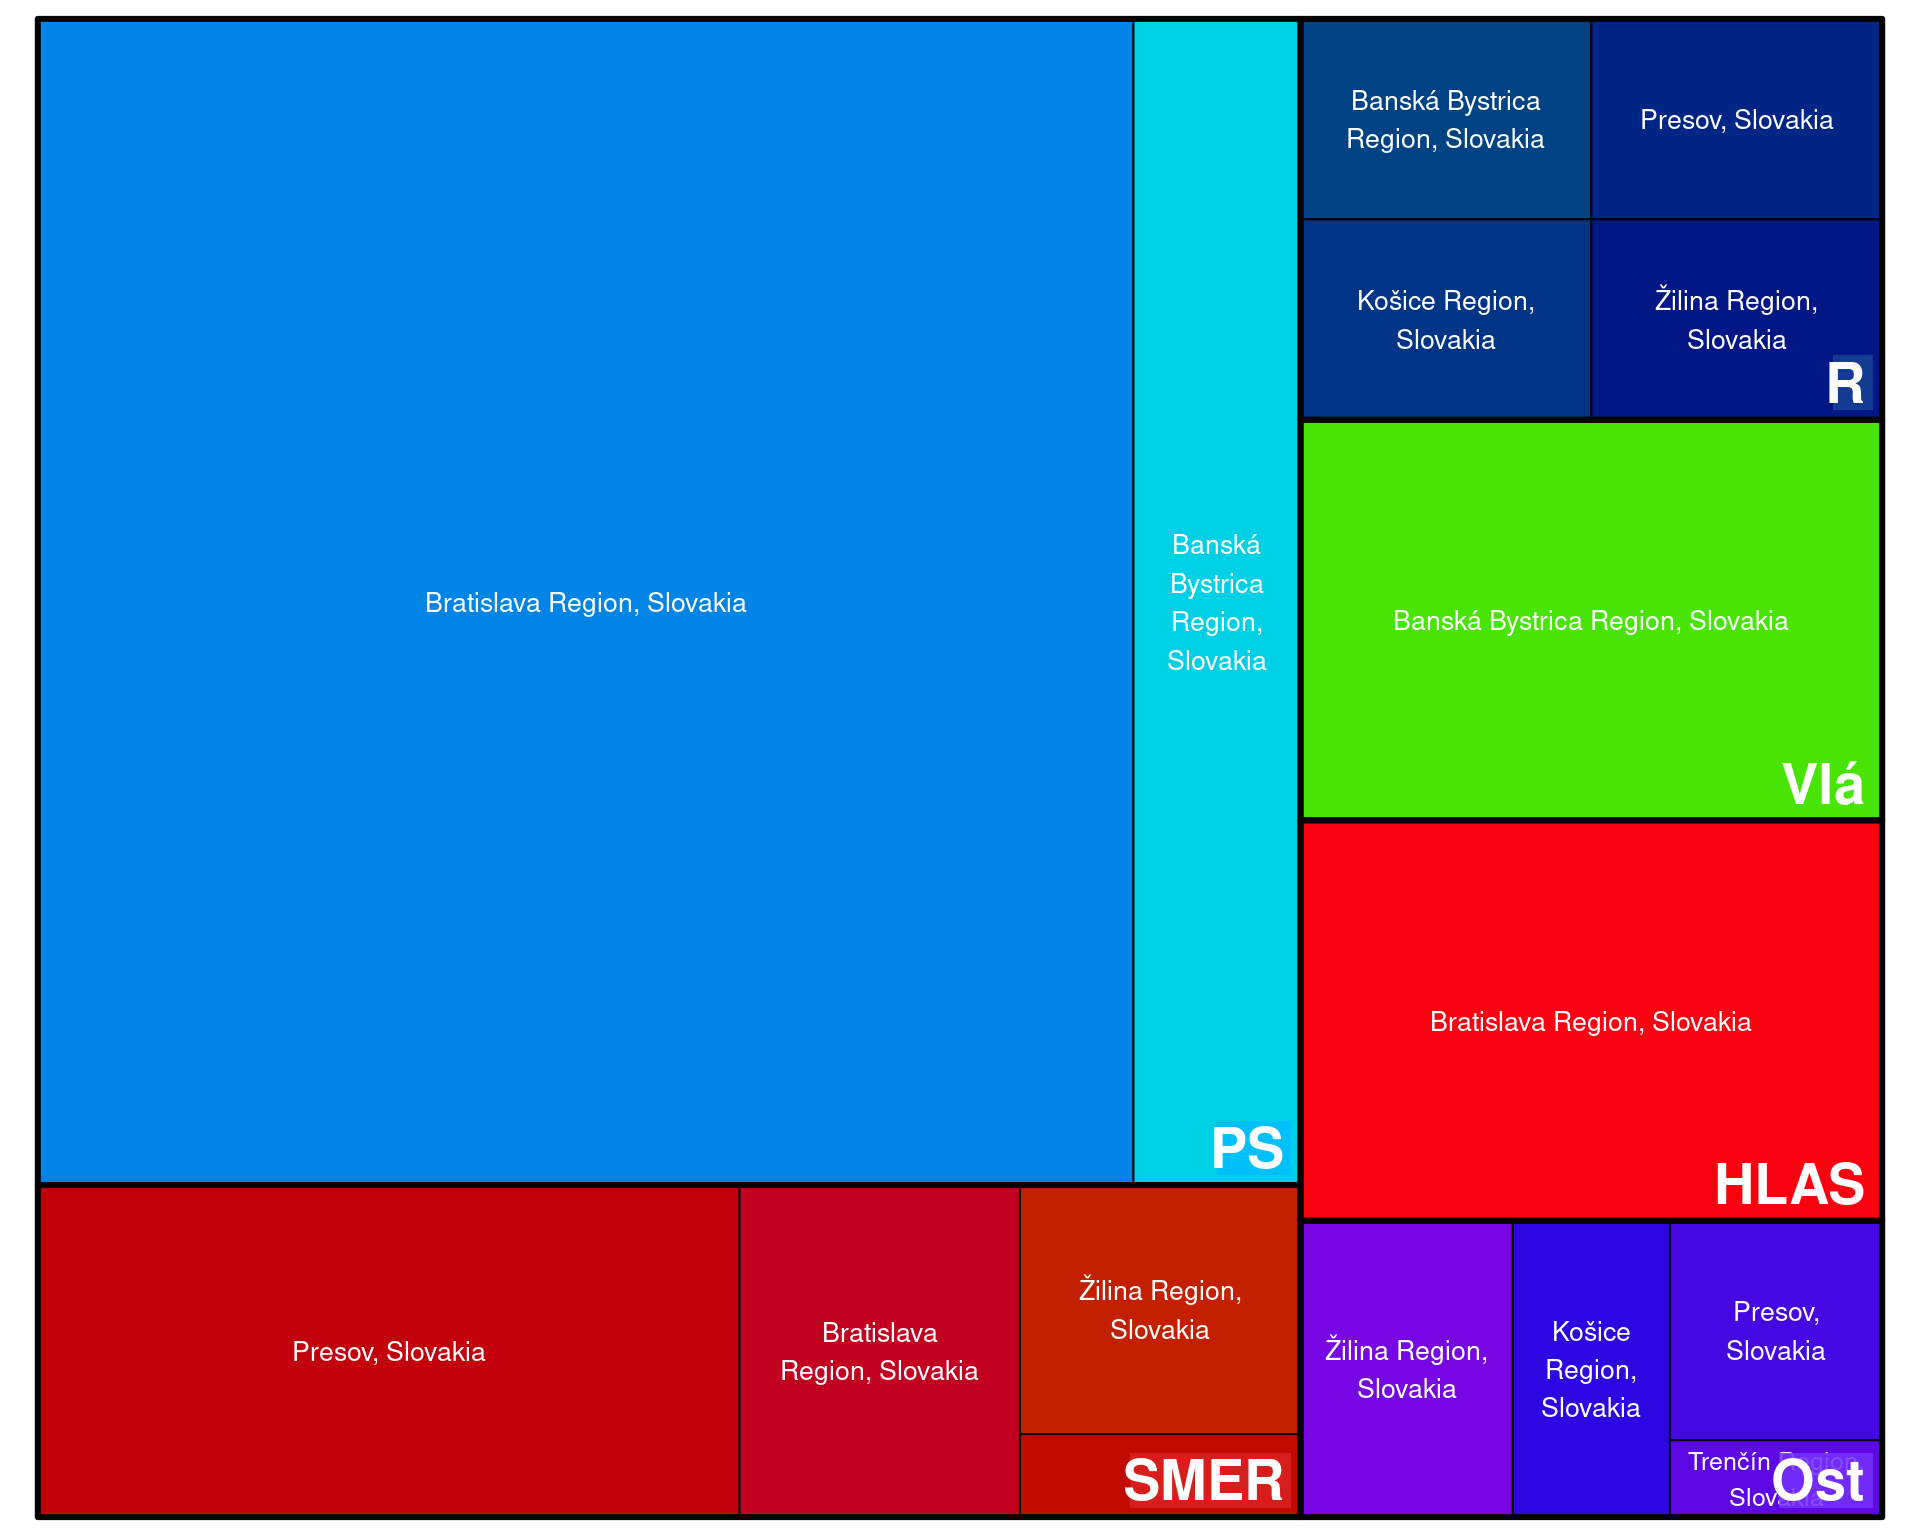 Bratislava Region, Slovakia
Banská
Bystrica
Region,
Slovakia
PS
Banská Bystrica
Region, Slovakia
Presov, Slovakia
Košice Region,
Slovakia
Žilina Region,
Slovakia
R
Banská Bystrica Region, Slovakia
Vlá
Bratislava Region, Slovakia
HLAS
Presov, Slovakia
Bratislava
Region, Slovakia
Žilina Region,
Slovakia
SMER
Žilina Region,
Slovakia
Košice
Region,
Slovakia
Presov,
Slovakia
Trenčín Region,
Slovakia
Ost